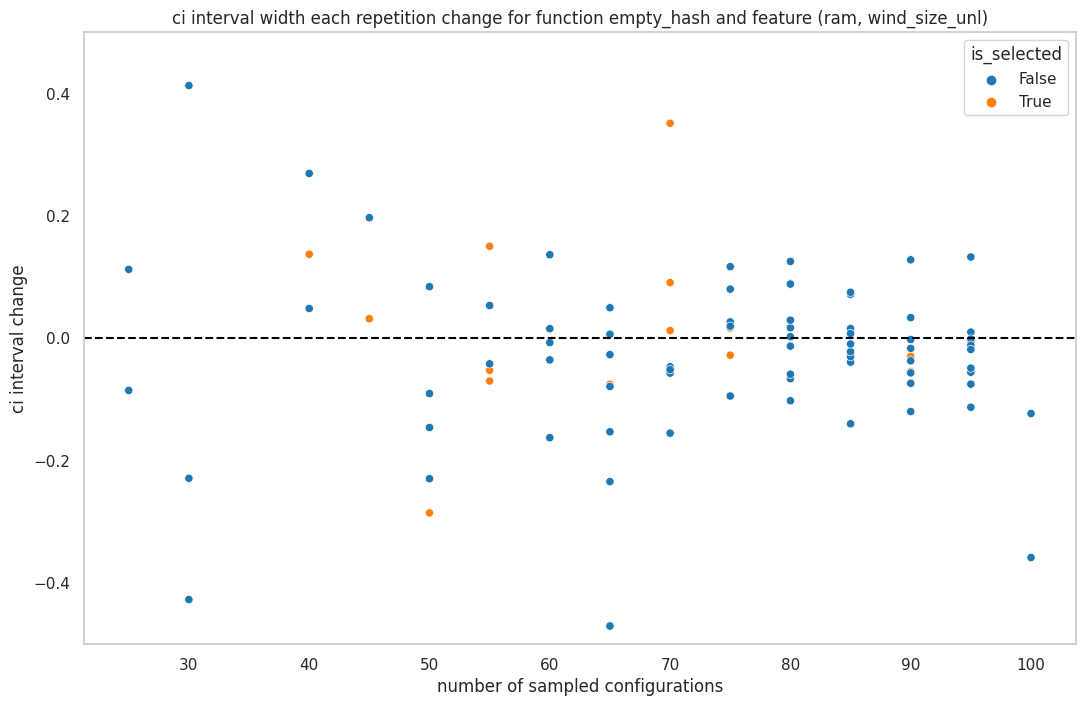 ci interval width each repetition change for function empty_hash and feature (ram, wind_size_unl)
is_selected
False
True
ci interval change
0.4
0.2
0.0
−0.2
−0.4
30 40 50 60 70 80 90 100
number of sampled configurations